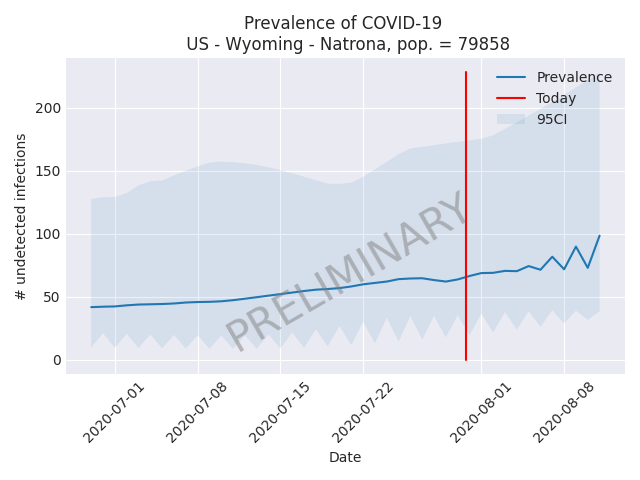 Prevalence of COVID-19
US - Wyoming - Natrona, pop. = 79858
Prevalence
Today
95CI
200
150
100
50
0
# undetected infections
PRELIMINARY
2020-07-01
2020-07-08
2020-07-15
2020-07-22
2020-08-01
2020-08-08
Date